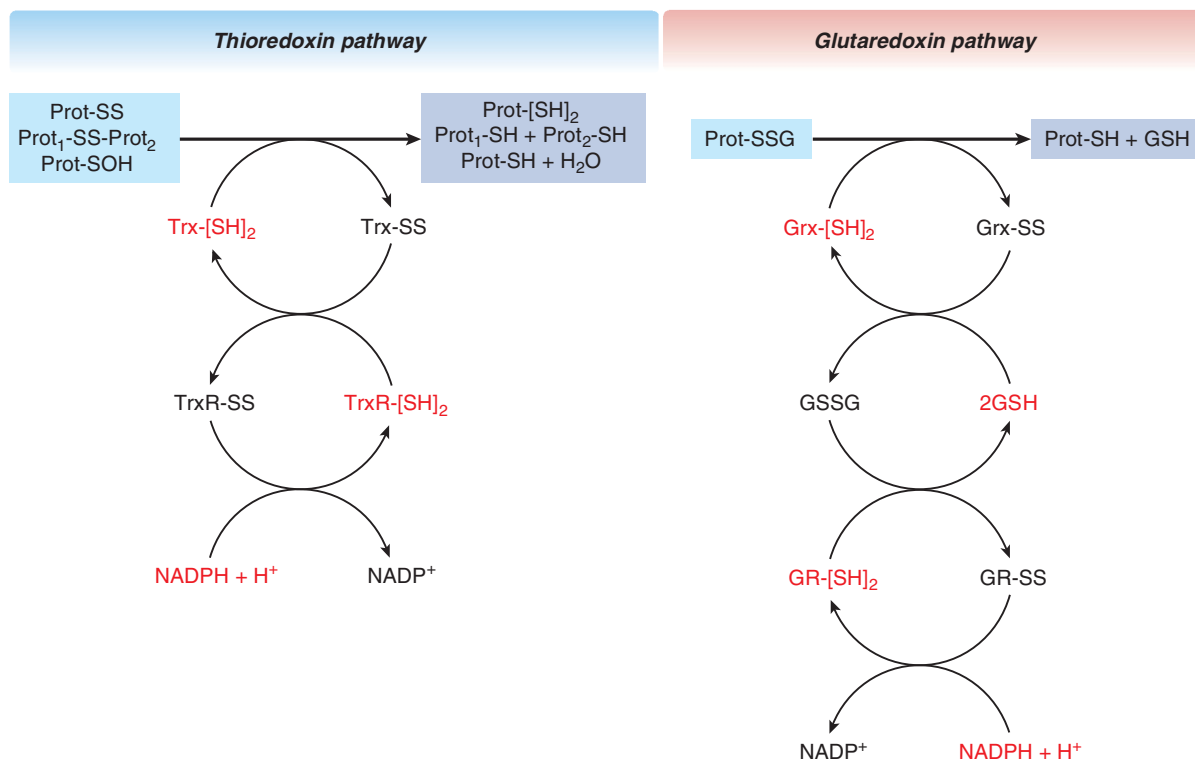 Thioredoxin pathway
Prot-SS
Prot₁-SS-Prot₂
Prot-SOH
Prot-[SH]₂
Prot₁-SH + Prot₂-SH
Prot-SH + H₂O
Trx-[SH]₂
Trx-SS
TrxR-SS
TrxR-[SH]₂
NADPH + H⁺
NADP⁺
Glutaredoxin pathway
Prot-SSG
Prot-SH + GSH
Grx-[SH]₂
Grx-SS
GSSG
2GSH
GR-[SH]₂
GR-SS
NADP⁺
NADPH + H⁺